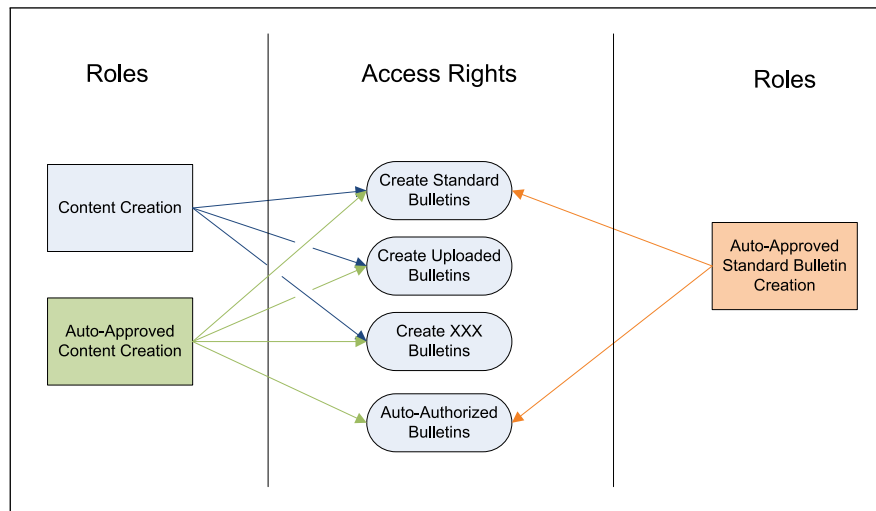 Roles
Access Rights
Roles
Content Creation
Auto-Approved
Content Creation
Create Standard
Bulletins
Create Uploaded
Bulletins
Create XXX
Bulletins
Auto-Authorized
Bulletins
Auto-Approved
Standard Bulletin
Creation